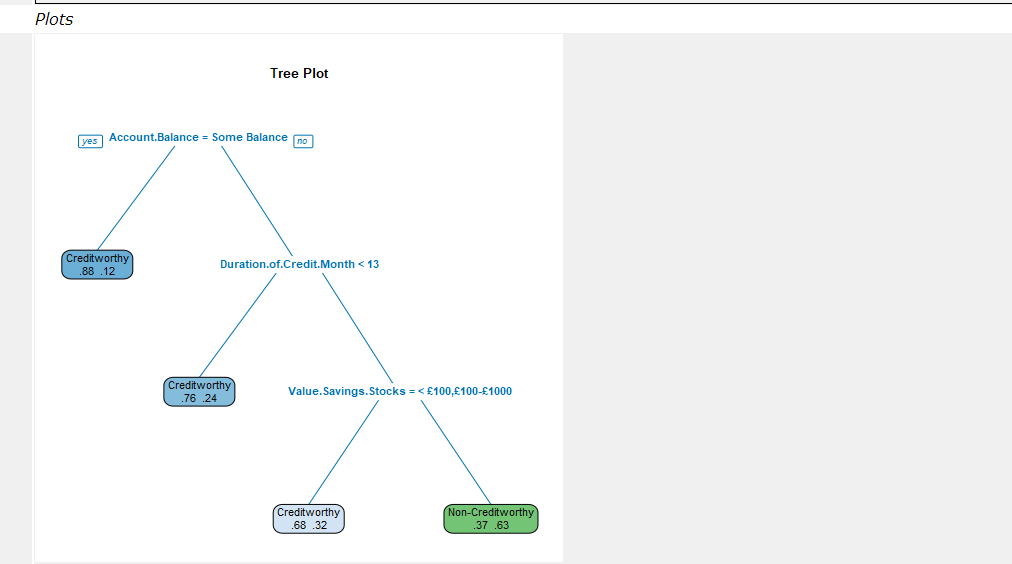 Plots
Tree Plot
yes Account.Balance = Some Balance no
Creditworthy
.88 .12
Duration.of.Credit.Month < 13
Creditworthy
.76 .24
Value.Savings.Stocks = < £100,£100-£1000
Creditworthy
.68 .32
Non-Creditworthy
.37 .63